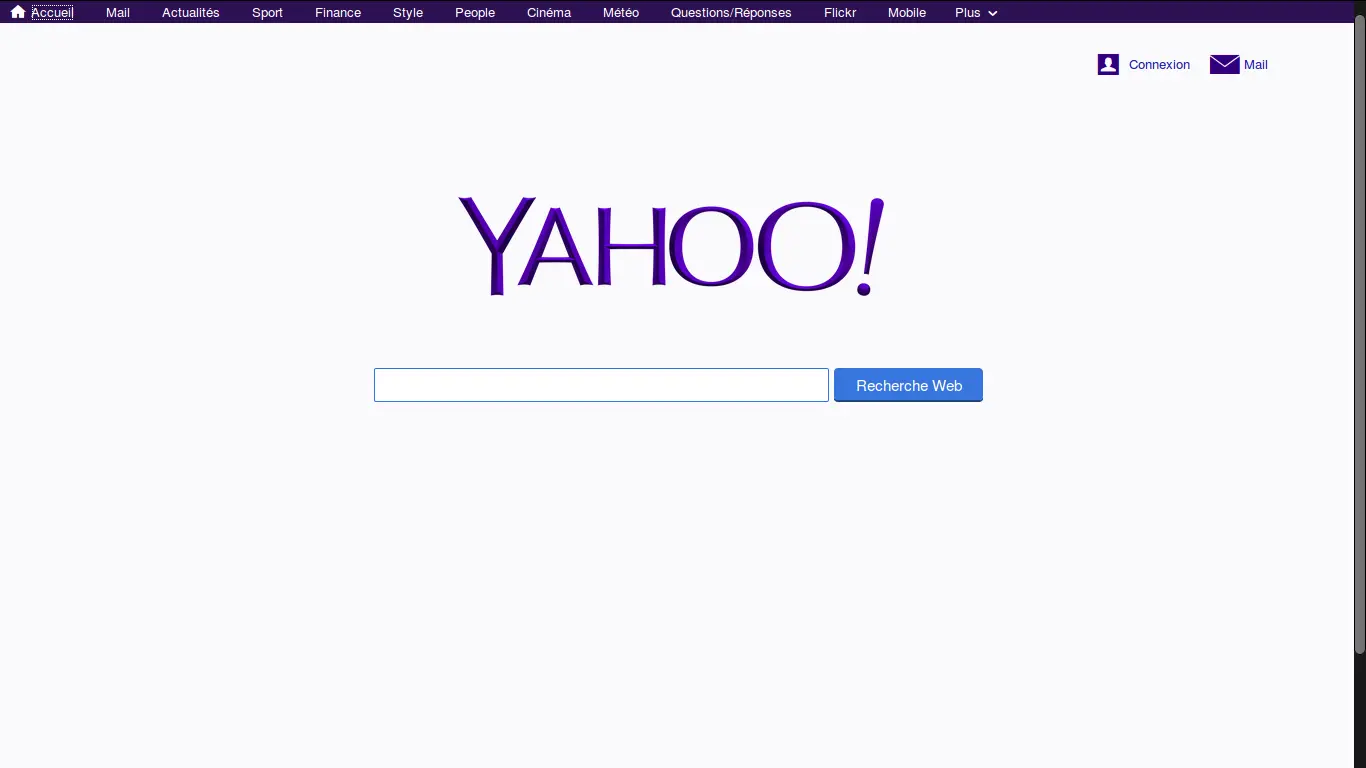 Accueil Mail Actualités Sport Finance Style People Cinéma Météo Questions/Réponses Flickr Mobile Plus
Connexion Mail
YAHOO!
Recherche Web